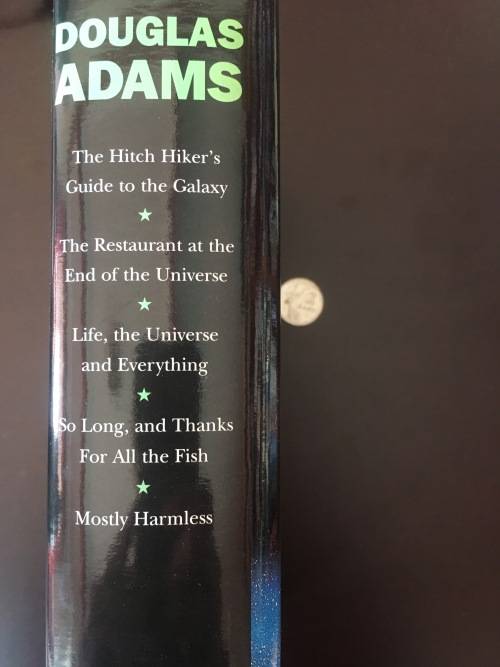 DOUGLAS
ADAMS
The Hitch Hiker's
Guide to the Galaxy
The Restaurant at the
End of the Universe
Life, the Universe
and Everything
So Long, and Thanks
For All the Fish
Mostly Harmless